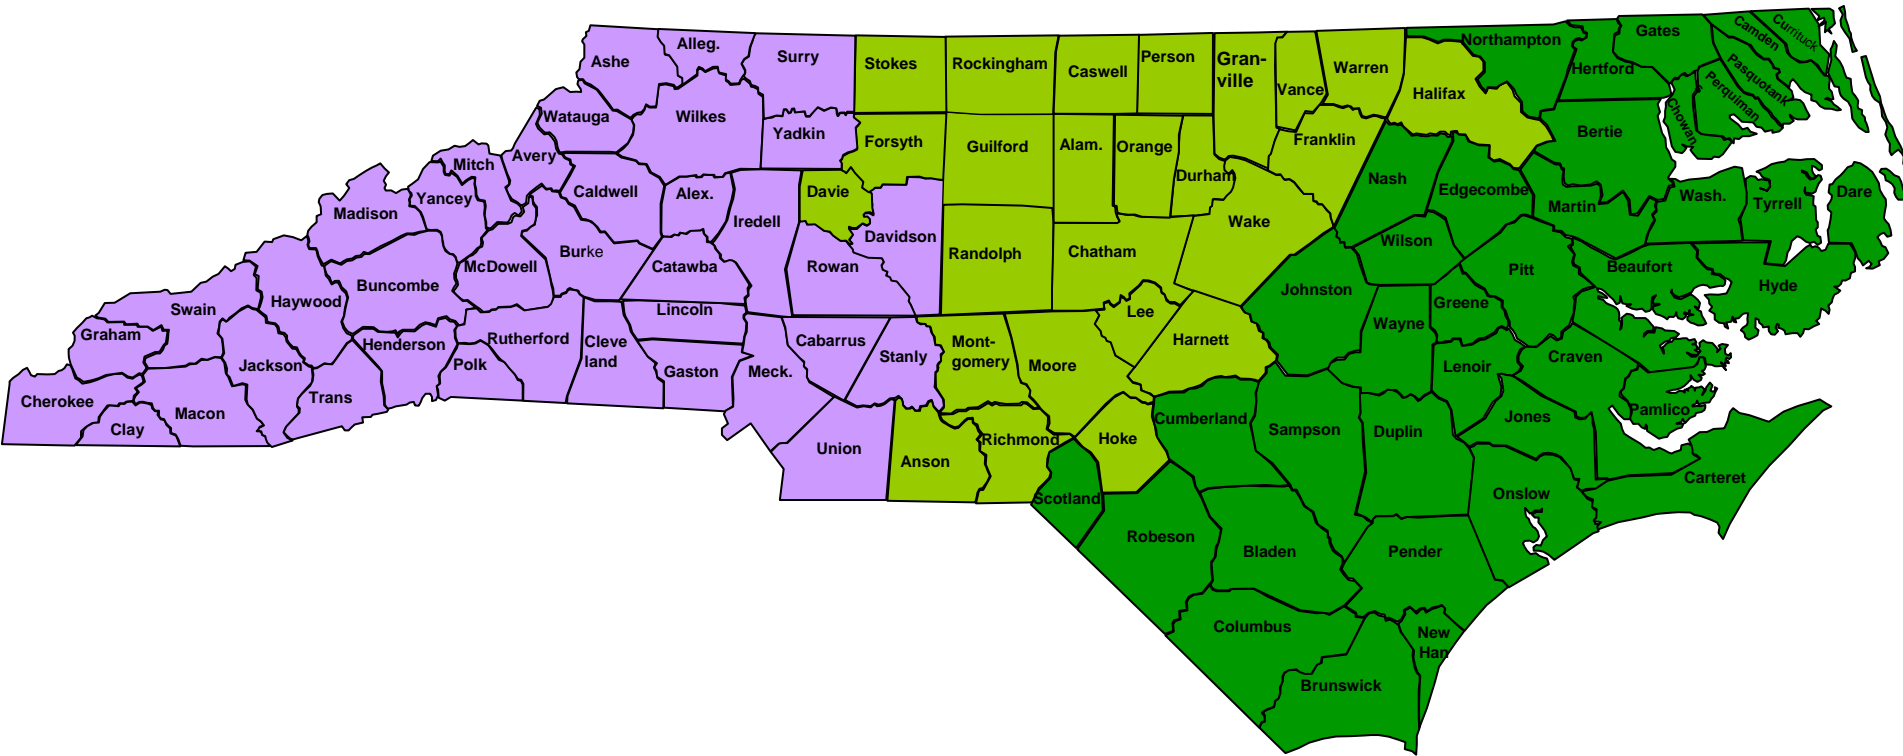 Ashe
Alleg.
Surry
Stokes
Rockingham
Caswell
Person
Gran-
ville
Vance
Warren
Halifax
Northampton
Hertford
Gates
Camden
Currituck
Pasquotank
Perquiman
Chowan
Bertie
Watauga
Wilkes
Yadkin
Forsyth
Guilford
Alam.
Orange
Durham
Franklin
Nash
Edgecombe
Martin
Wash.
Tyrrell
Dare
Mitch
Avery
Yancey
Caldwell
Alex.
Iredell
Davie
Davidson
Randolph
Chatham
Wake
Wilson
Pitt
Beaufort
Hyde
Madison
Buncombe
McDowell
Burke
Catawba
Rowan
Johnston
Greene
Wayne
Swain
Haywood
Graham
Jackson
Henderson
Rutherford
Polk
Cleve
land
Lincoln
Gaston
Meck.
Cabarrus
Stanly
Mont-
gomery
Moore
Lee
Harnett
Lenoir
Craven
Jones
Pamlico
Cherokee
Clay
Macon
Trans
Union
Anson
Richmond
Hoke
Scotland
Cumberland
Sampson
Duplin
Onslow
Carteret
Robeson
Bladen
Pender
Columbus
Brunswick
New
Han